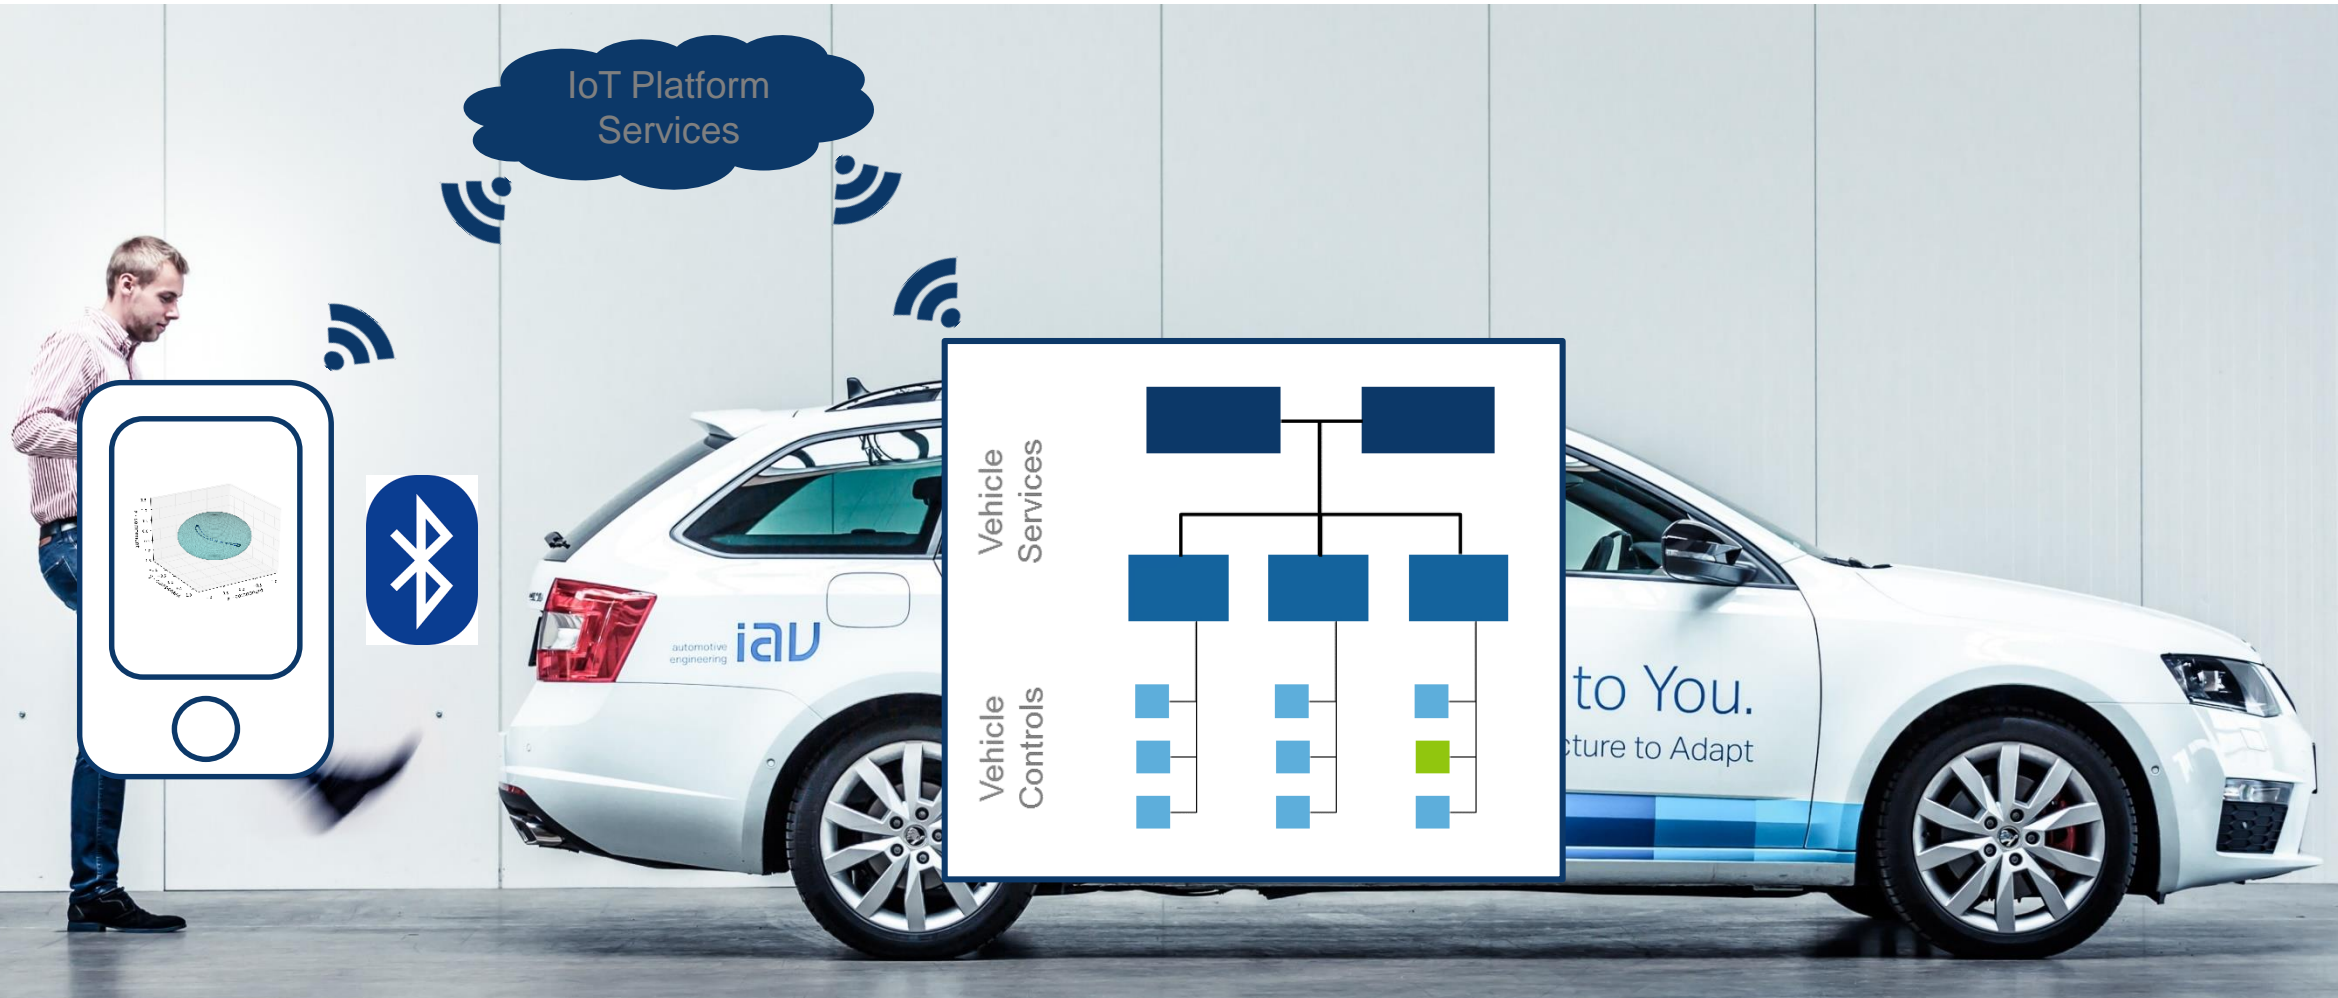 IoT Platform
Services
Vehicle
Services
Vehicle
Controls
automotive
engineering
iav
to You.
cture to Adapt